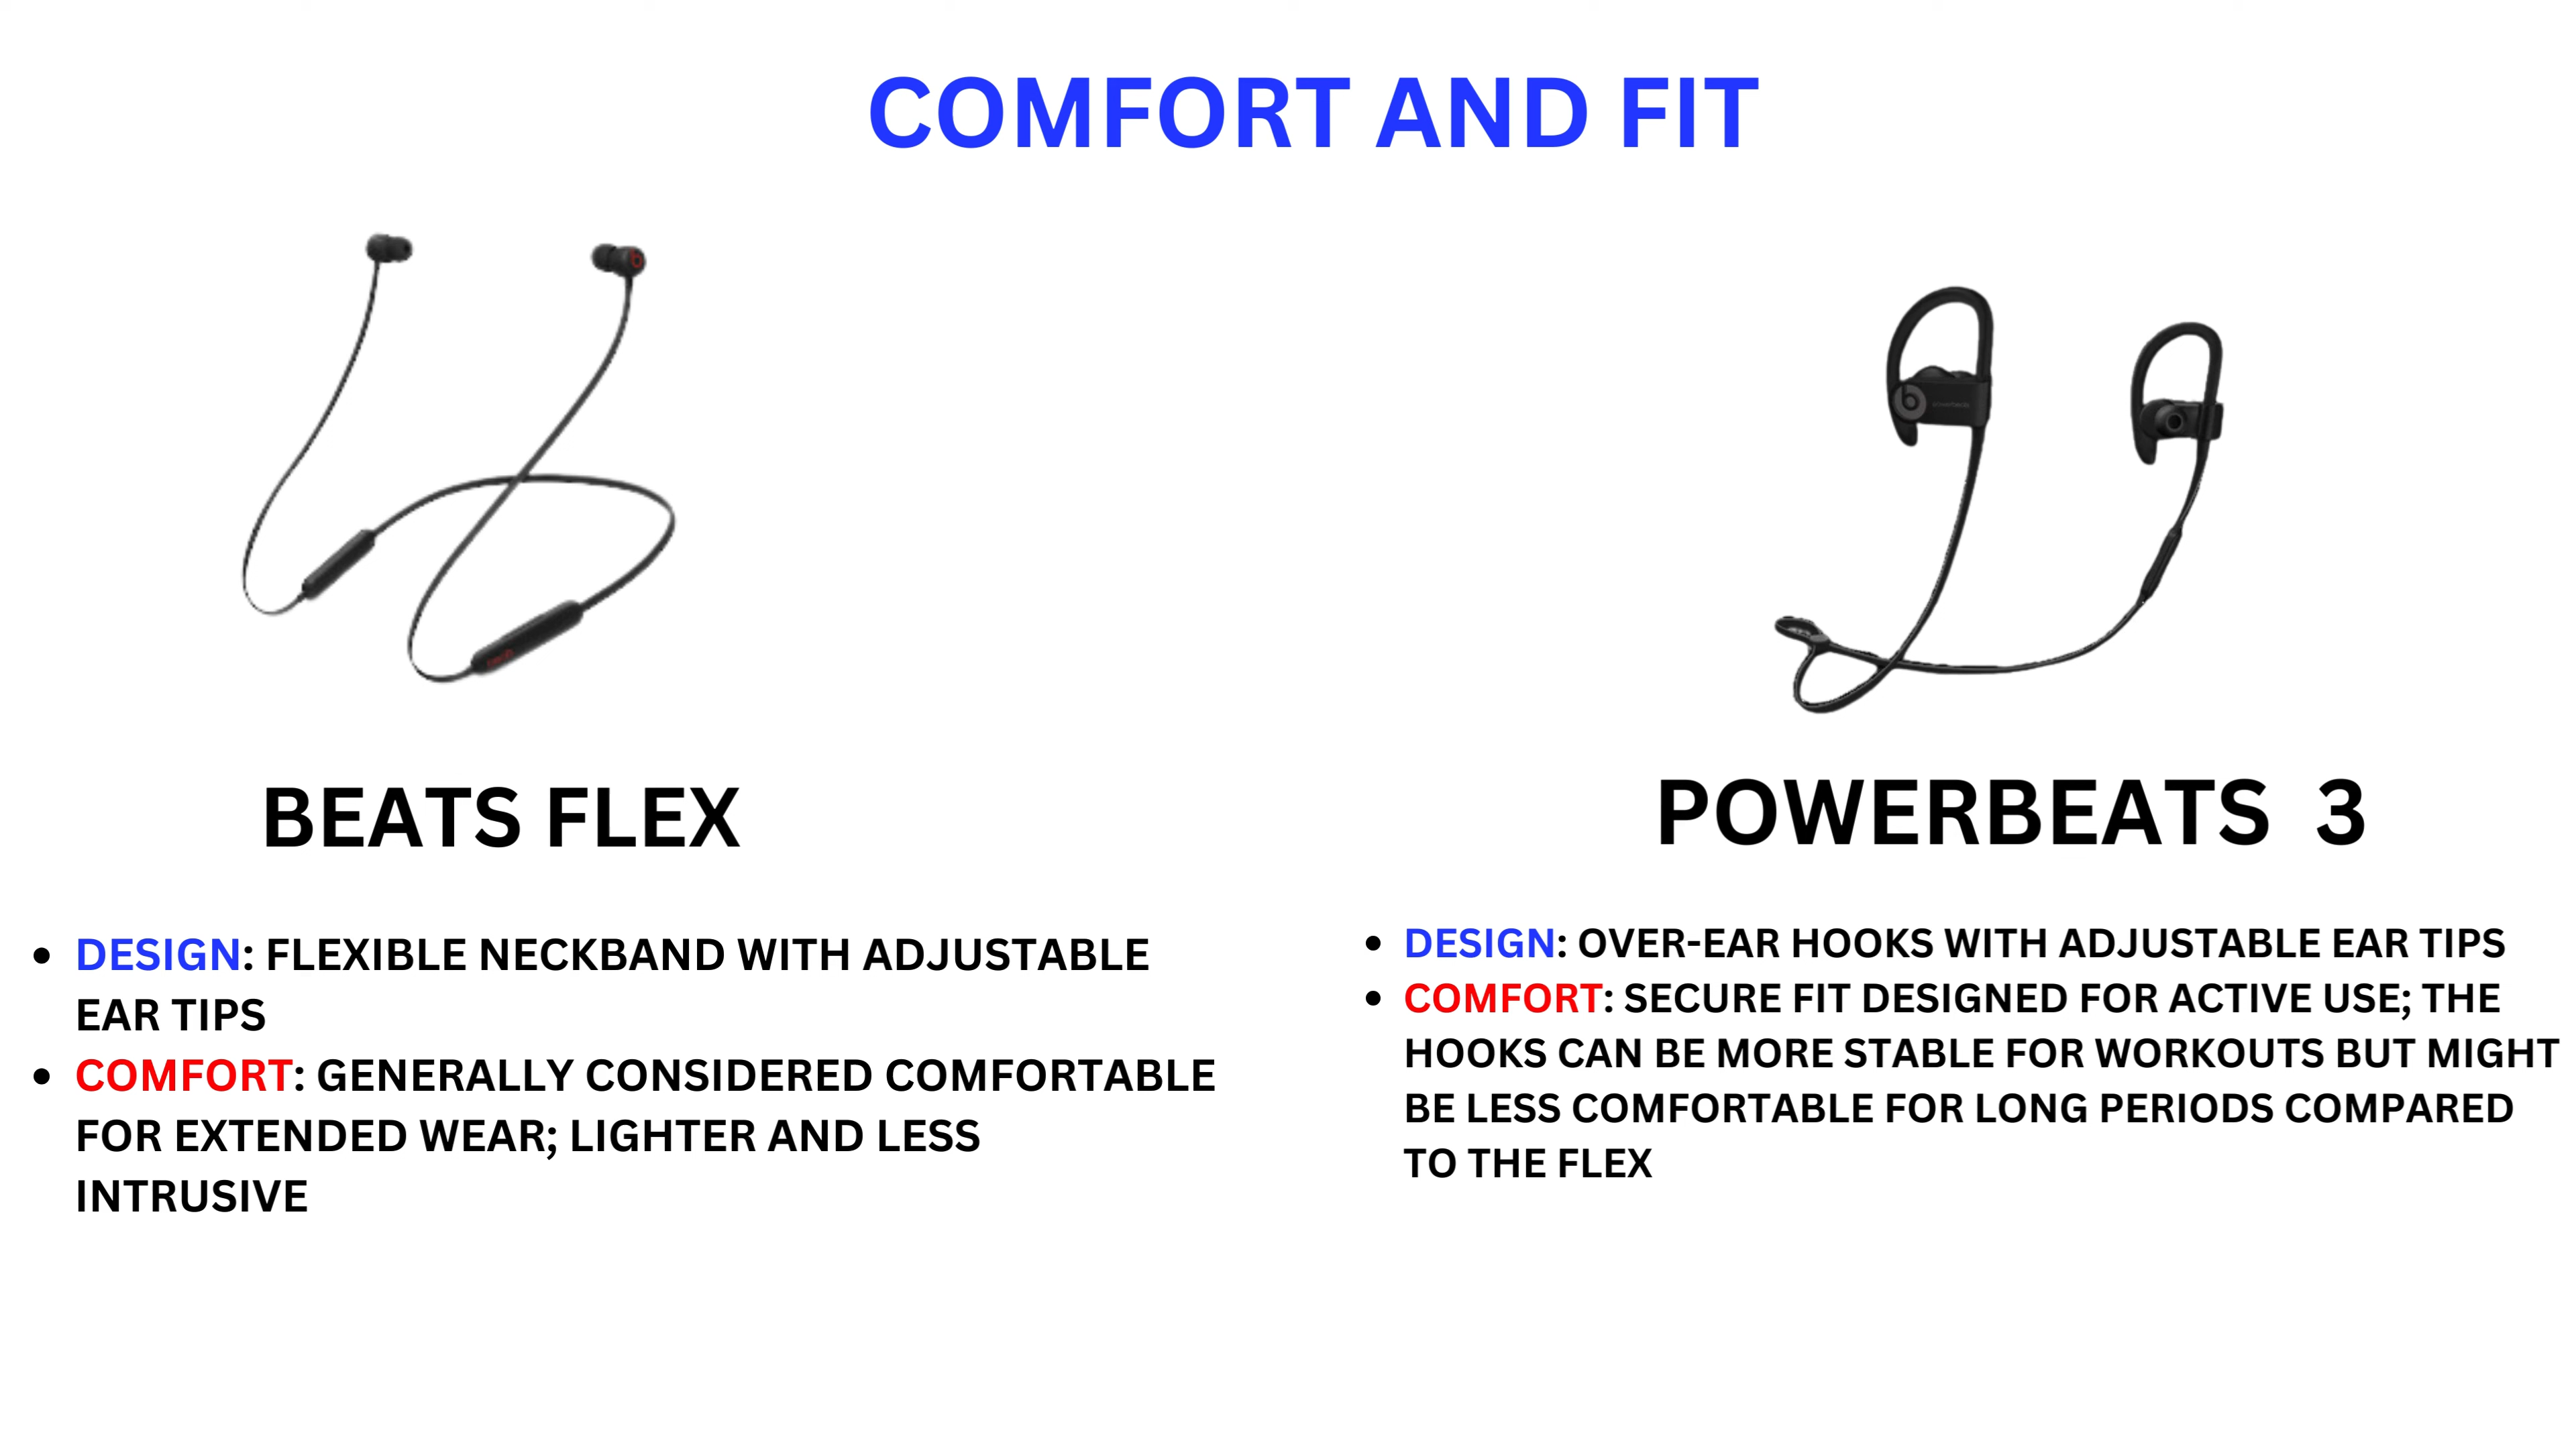 COMFORT AND FIT
BEATS FLEX
• DESIGN: FLEXIBLE NECKBAND WITH ADJUSTABLE
EAR TIPS
• COMFORT: GENERALLY CONSIDERED COMFORTABLE
FOR EXTENDED WEAR; LIGHTER AND LESS
INTRUSIVE
POWERBEATS 3
• DESIGN: OVER-EAR HOOKS WITH ADJUSTABLE EAR TIPS
• COMFORT: SECURE FIT DESIGNED FOR ACTIVE USE; THE
HOOKS CAN BE MORE STABLE FOR WORKOUTS BUT MIGHT
BE LESS COMFORTABLE FOR LONG PERIODS COMPARED
TO THE FLEX